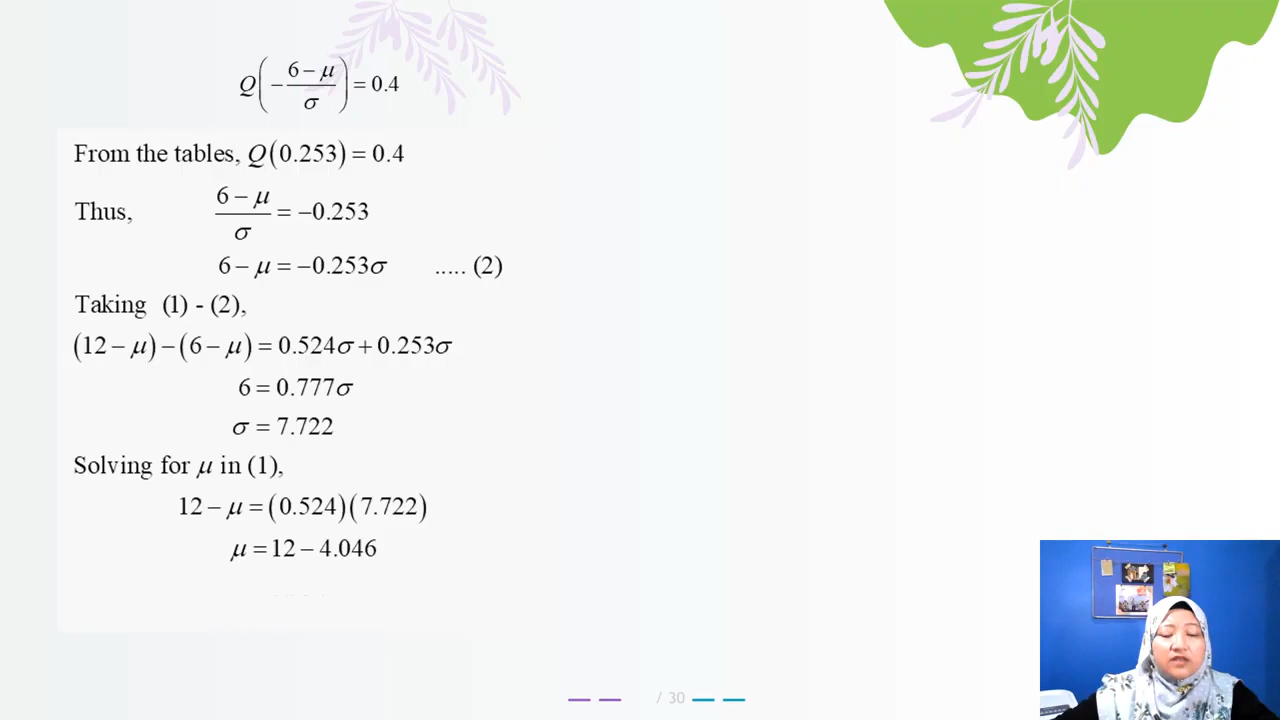 Q(−(6 − μ)/σ) = 0.4
From the tables, Q(0.253) = 0.4
Thus, (6 − μ)/σ = −0.253
6 − μ = −0.253σ ..... (2)
Taking (1) - (2),
(12 − μ) − (6 − μ) = 0.524σ + 0.253σ
6 = 0.777σ
σ = 7.722
Solving for μ in (1),
12 − μ = (0.524)(7.722)
μ = 12 − 4.046
/ 30